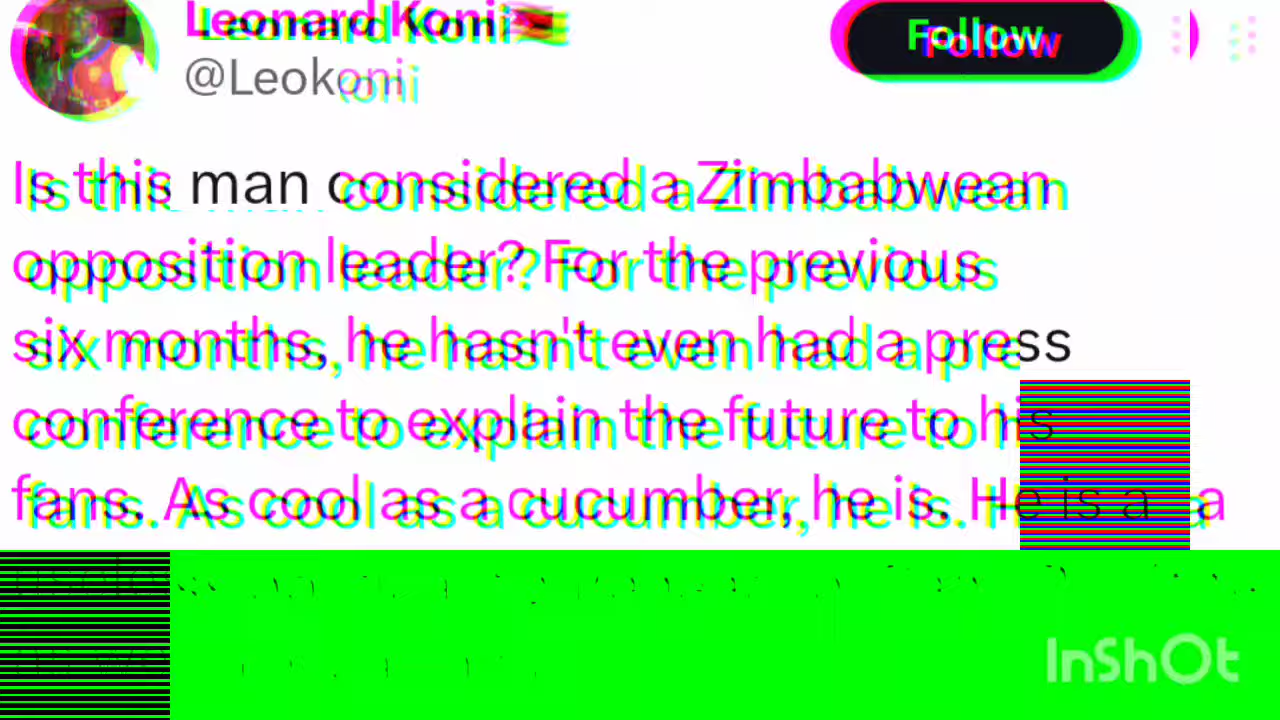 Leonard Koni🇿🇼
Follow
@Leokoni
Is this man considered a Zimbabwean
opposition leader? For the previous
six months, he hasn't even had a press
conference to explain the future to his
fans. As cool as a cucumber, he is. He is a
InShOt